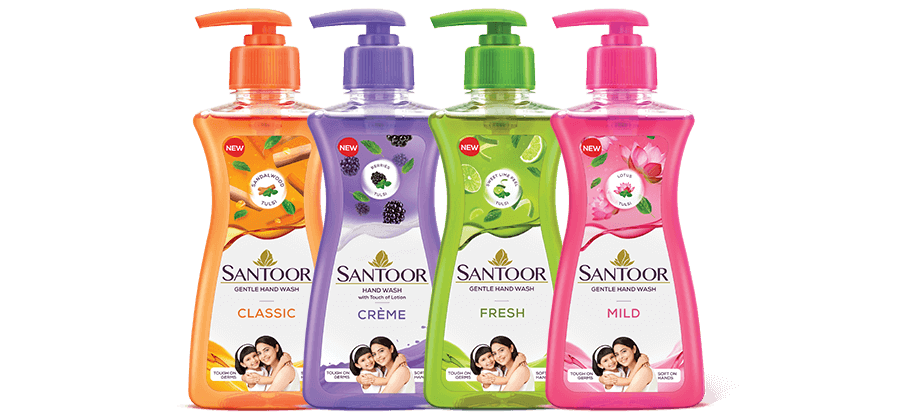 NEW
SANDALWOOD
TULSI
SANTOOR
GENTLE HAND WASH
CLASSIC
TOUGH ON
GERMS
NEW
BERRIES
TULSI
SANTOOR
HAND WASH
with Touch of Lotion
CRÈME
TOUGH ON
GERMS
NEW
SWEET LIME PEEL
TULSI
SANTOOR
GENTLE HAND WASH
FRESH
TOUGH ON
GERMS
NEW
LOTUS
TULSI
SANTOOR
GENTLE HAND WASH
MILD
TOUGH ON
GERMS
SOFT ON
HANDS